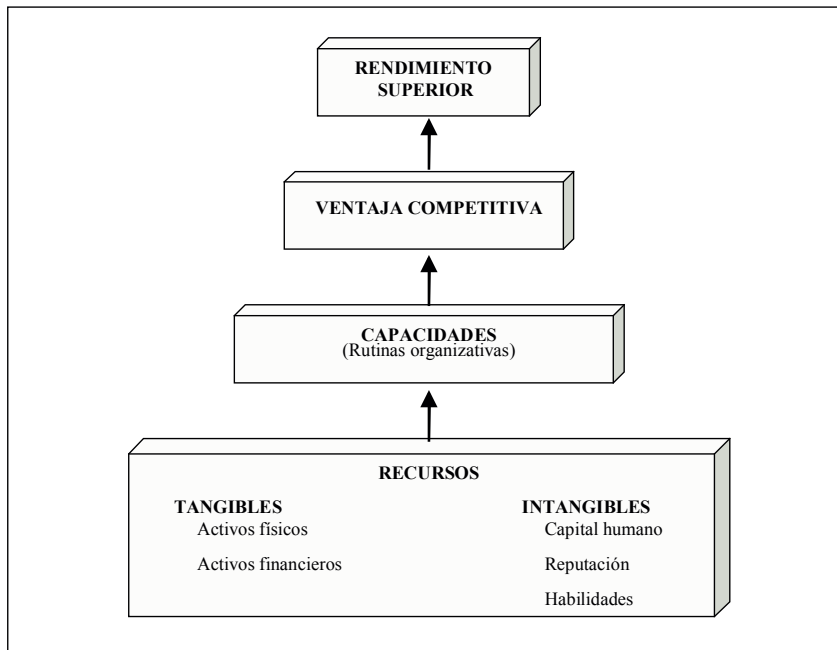 RENDIMIENTO
SUPERIOR
VENTAJA COMPETITIVA
CAPACIDADES
(Rutinas organizativas)
RECURSOS
TANGIBLES
Activos físicos
Activos financieros
INTANGIBLES
Capital humano
Reputación
Habilidades